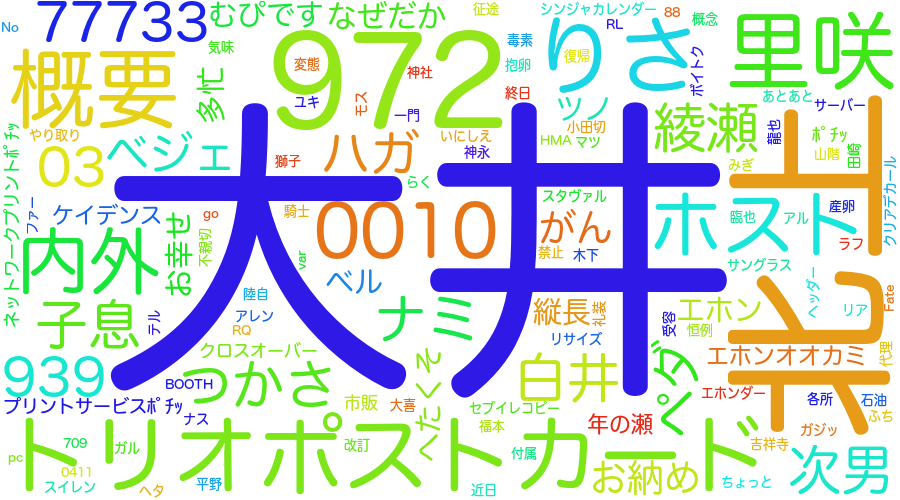 No
77733
むぴです
なぜだか
征途
シンジャカレンダー
88
RL
概念
概要
気味
多忙
972
毒素
抱卵
りさ
復帰
ボイトク
里咲
変態
神社
ユキ
モス
一門
終日
あとあと
サーバー
やり取り
03
ベジェ
ハガ
いにしえ
神永
ツノ
小田切
HMA
マツ
綾瀬
龍也
ﾎﾟﾁｯ
山階
田崎
みぎ
獅子
らく
大井
ネットワークプリントﾎﾟﾁｯ
ファー
ケイデンス
go
騎士
0010
スタヴァル
がん
禁止
木下
ホスト
臨也
アル
産卵
ラフ
クリアデカール
内外
お幸せ
不親切
var
ベル
サングラス
ヘッダー
リア
Fate
子息
テル
陸自
アレン
RQ
ナミ
縦長
礼装
リサイズ
受容
エホン
恒例
クロスオーバー
939
BOOTH
つかさ
へたくそ
白井
ペダ
エホンオオカミ
代理
プリントサービスﾎﾟﾁｯ
ナス
市販
大喜
セブイレコピー
福本
年の瀬
エホンダー
各所
石油
ふち
ガジッ
吉祥寺
トリオポストカード
709
ガル
改訂
付属
pc
0411
スイレン
ヘタ
平野
近日
お納め
ちょっと
次男